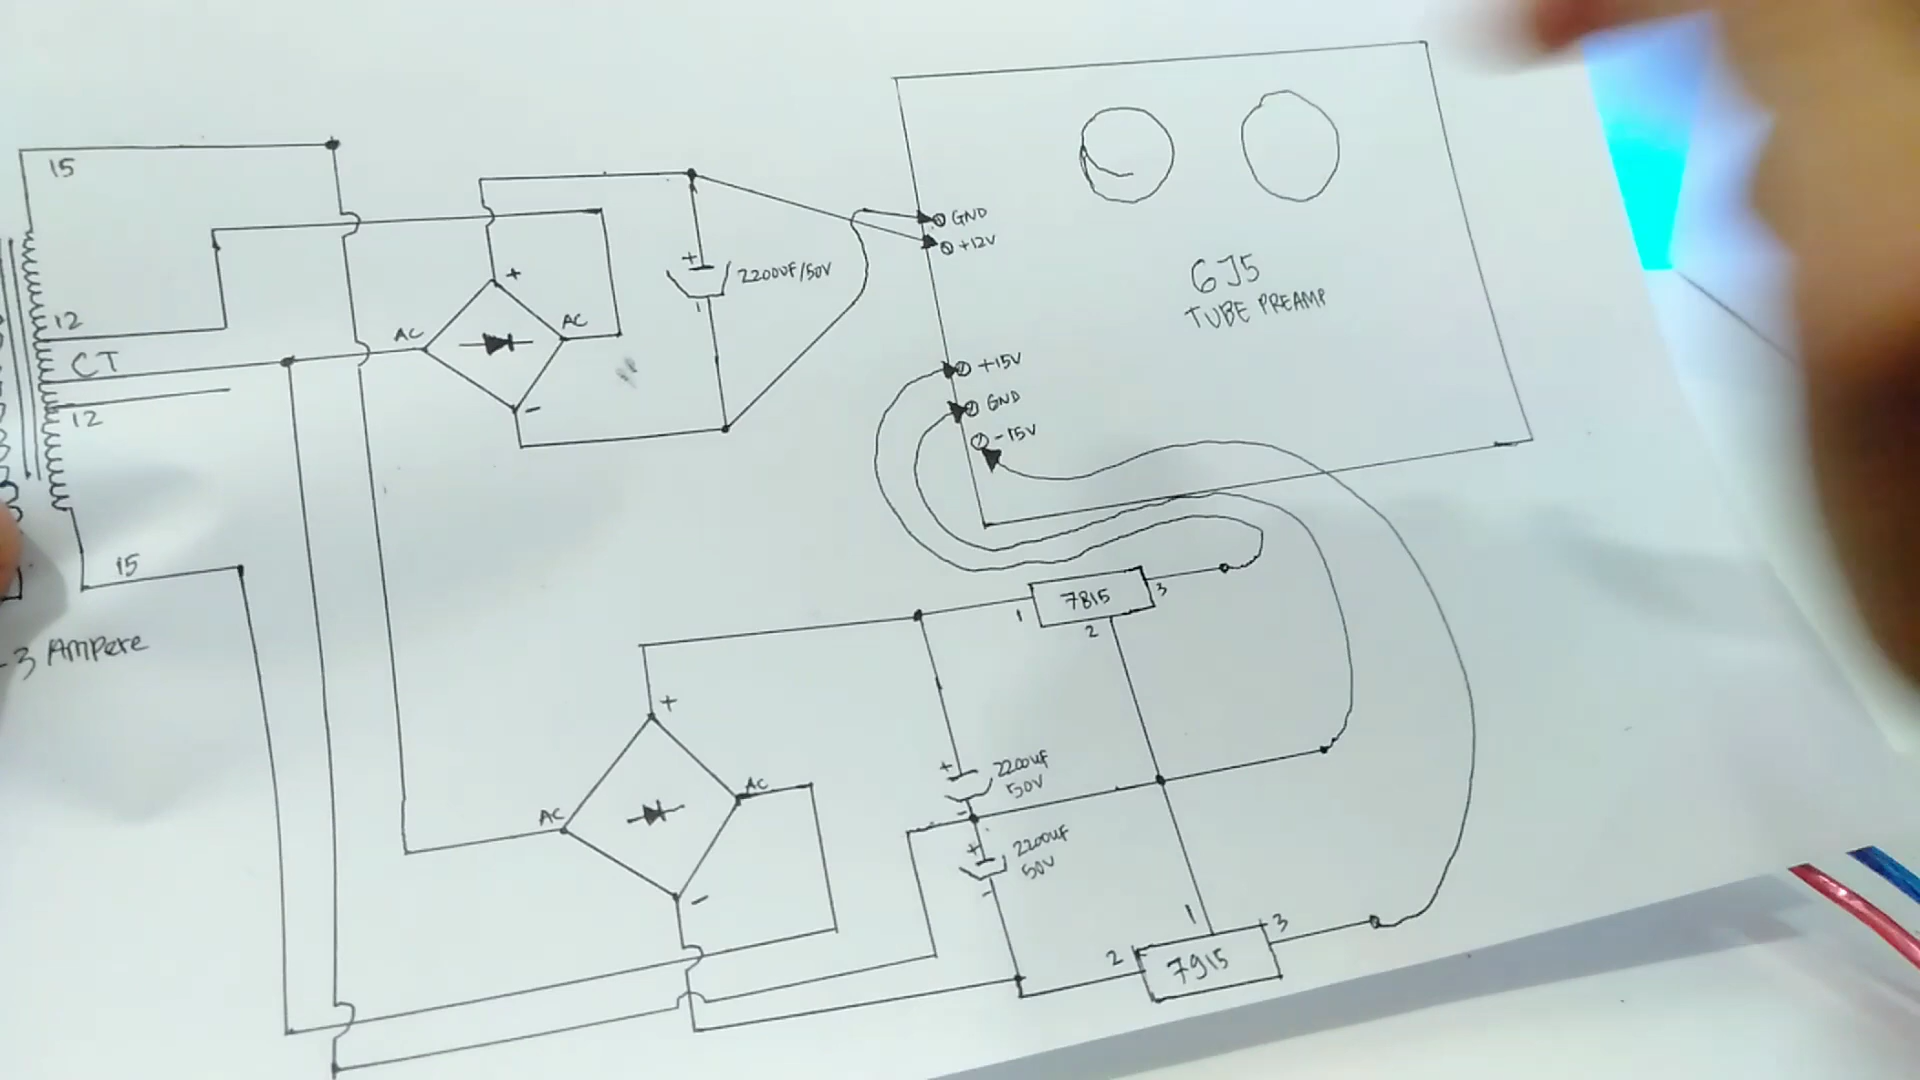 15
12
CT
12
15
-3 Ampere
+
AC
AC
-
+
2200uF/50V
GND
+12V
6J5
TUBE PREAMP
+15V
GND
-15V
1
7815
3
2
+
AC
AC
-
+
2200uF
50V
-
+
2200uF
50V
-
1
3
2
7915